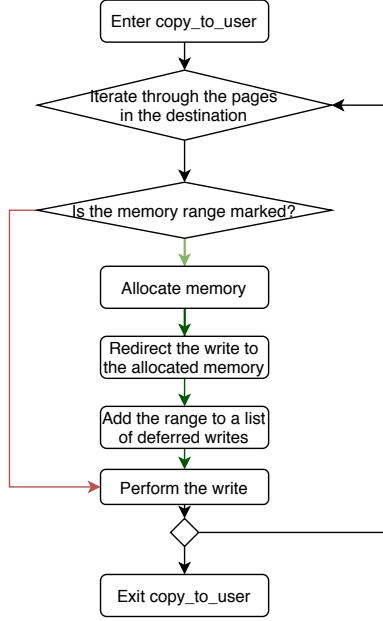 Enter copy_to_user
Iterate through the pages
in the destination
Is the memory range marked?
Allocate memory
Redirect the write to
the allocated memory
Add the range to a list
of deferred writes
Perform the write
Exit copy_to_user